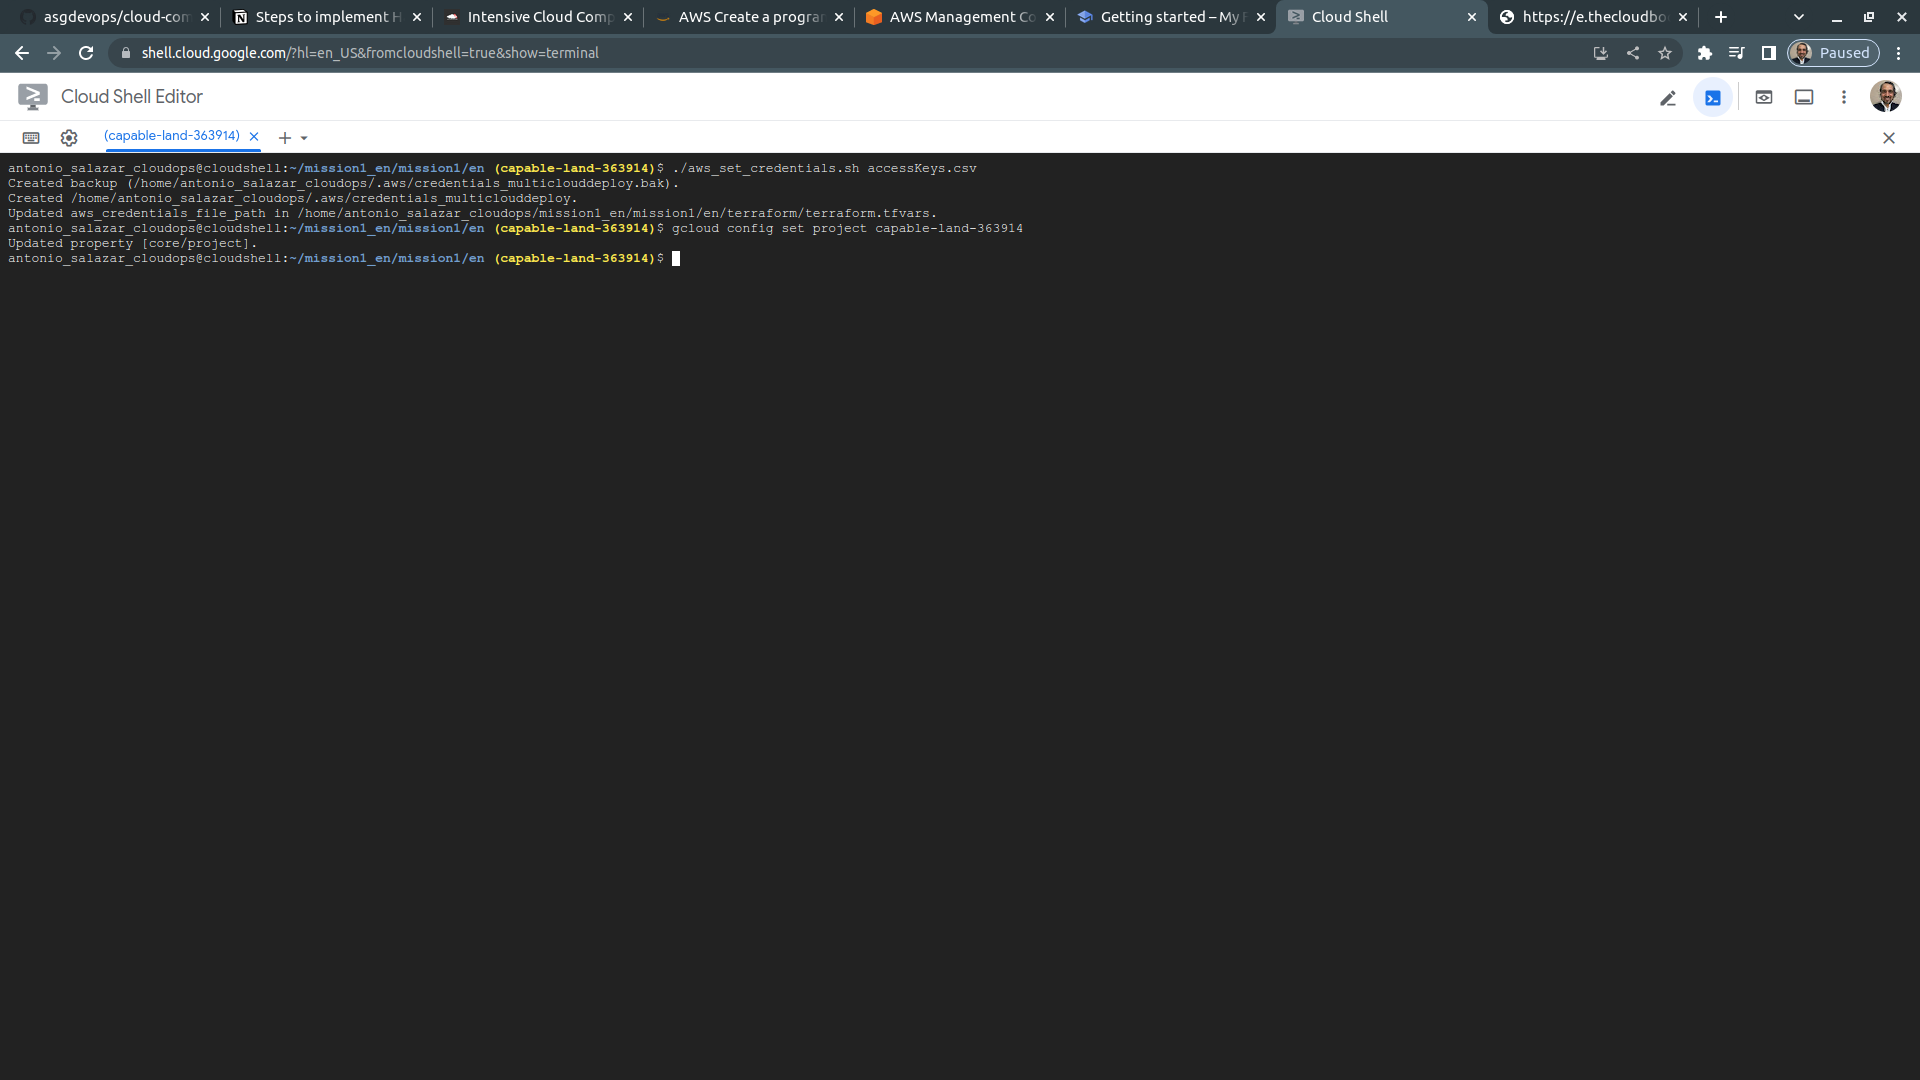 asgdevops/cloud-com
Steps to implement H
Intensive Cloud Comp
AWS Create a program
AWS Management Co
Getting started – My F
Cloud Shell
https://e.thecloudbo
shell.cloud.google.com/?hl=en_US&fromcloudshell=true&show=terminal
Paused
Cloud Shell Editor
(capable-land-363914)
antonio_salazar_cloudops@cloudshell:~/mission1_en/mission1/en (capable-land-363914)$ ./aws_set_credentials.sh accessKeys.csv
Created backup (/home/antonio_salazar_cloudops/.aws/credentials_multiclouddeploy.bak).
Created /home/antonio_salazar_cloudops/.aws/credentials_multiclouddeploy.
Updated aws_credentials_file_path in /home/antonio_salazar_cloudops/mission1_en/mission1/en/terraform/terraform.tfvars.
antonio_salazar_cloudops@cloudshell:~/mission1_en/mission1/en (capable-land-363914)$ gcloud config set project capable-land-363914
Updated property [core/project].
antonio_salazar_cloudops@cloudshell:~/mission1_en/mission1/en (capable-land-363914)$